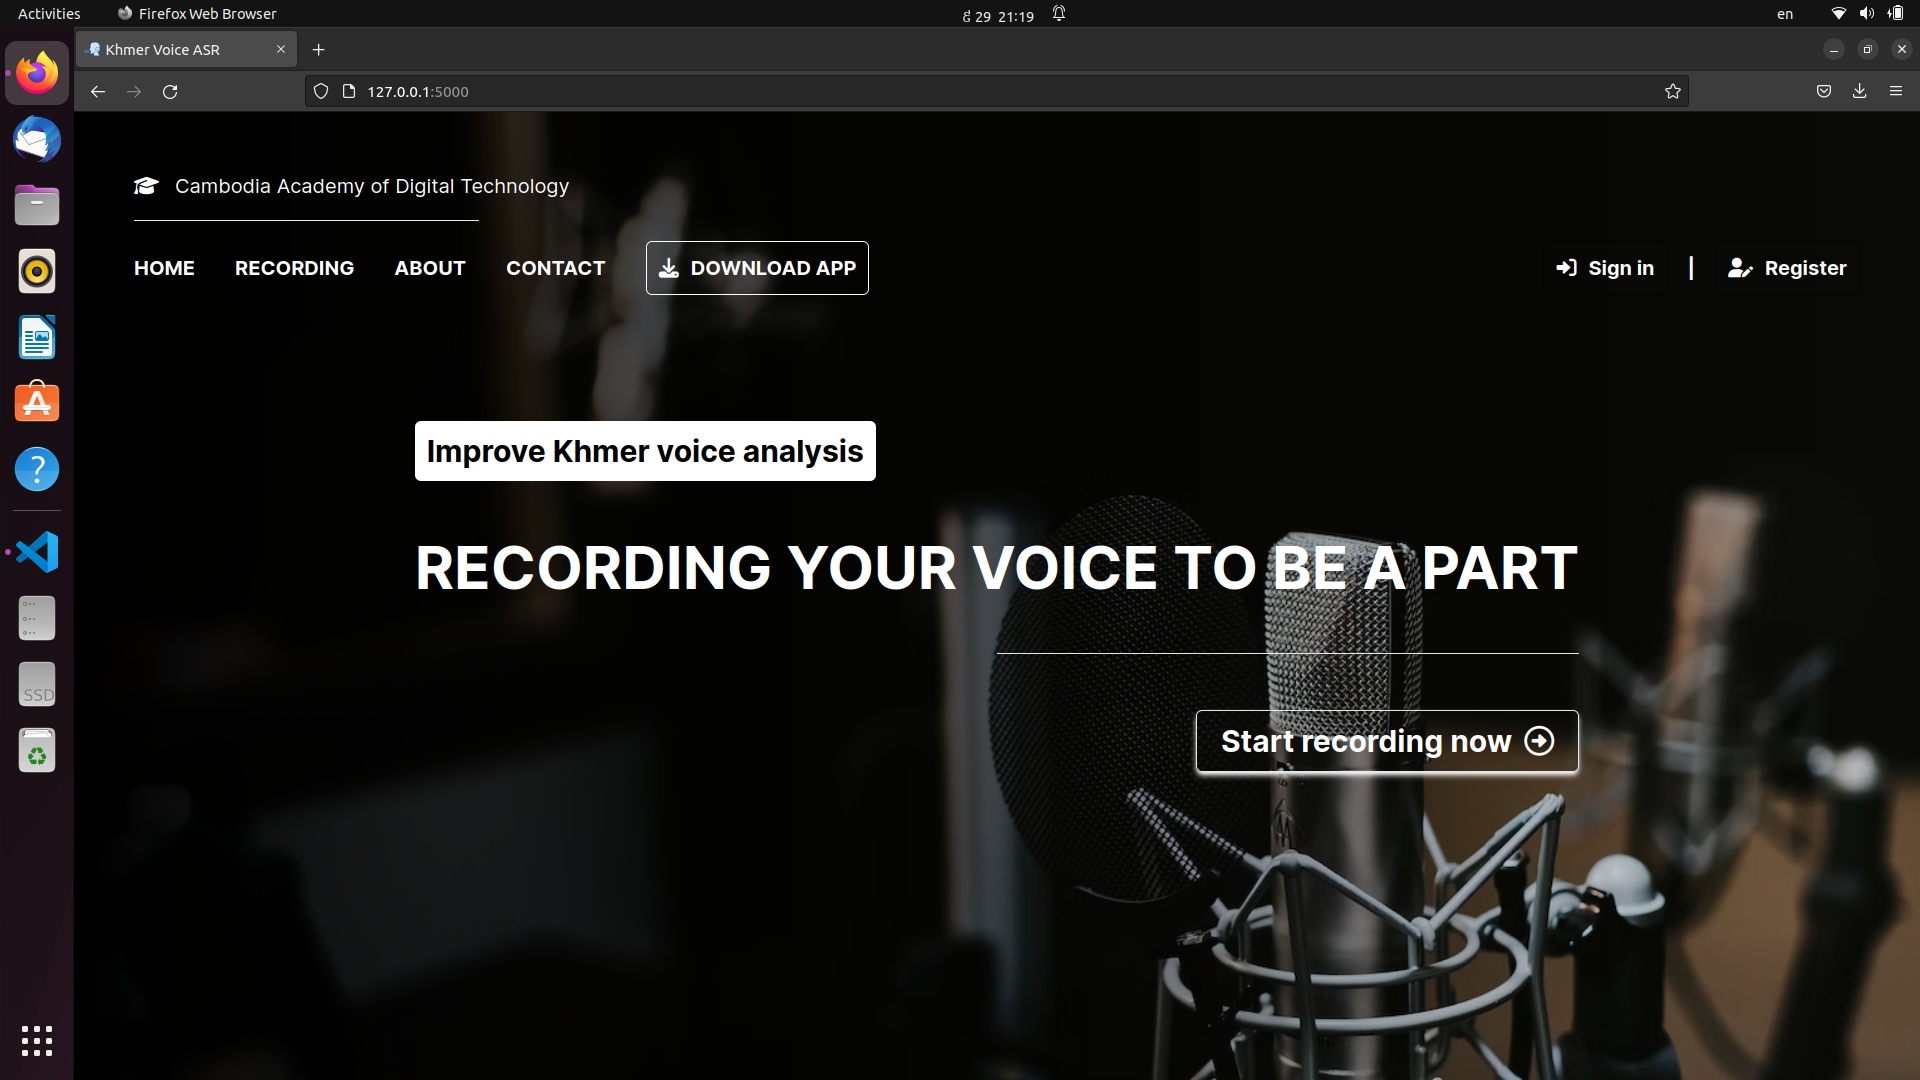 Activities
Firefox Web Browser
ธ 29 21:19
en
Khmer Voice ASR
127.0.0.1:5000
Cambodia Academy of Digital Technology
HOME
RECORDING
ABOUT
CONTACT
DOWNLOAD APP
Sign in
|
Register
Improve Khmer voice analysis
RECORDING YOUR VOICE TO BE A PART
Start recording now
SSD